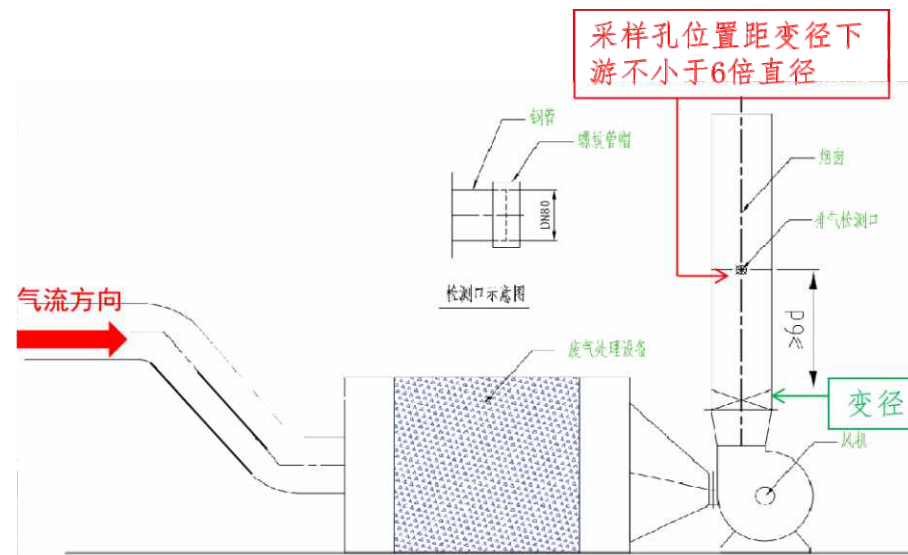 采样孔位置距变径下
游不小于6倍直径
钢管
螺纹管帽
烟囱
DN80
排气检测口
检测口示意图
气流方向
≥6d
废气处理设备
变径
风机